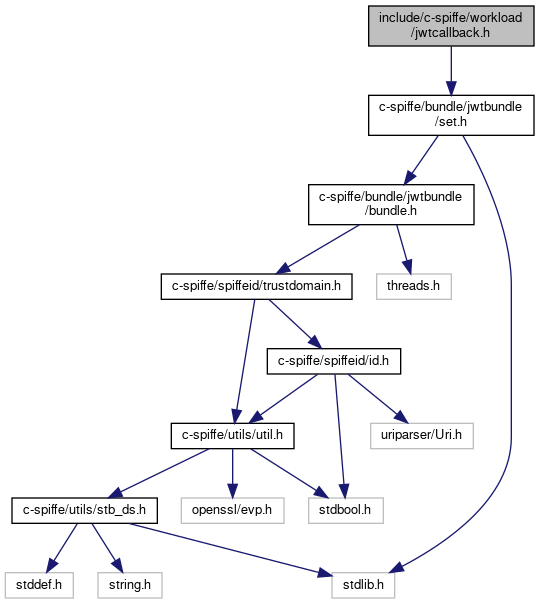 include/c-spiffe/workload
/jwtcallback.h
c-spiffe/bundle/jwtbundle
/set.h
c-spiffe/bundle/jwtbundle
/bundle.h
c-spiffe/spiffeid/trustdomain.h
threads.h
c-spiffe/spiffeid/id.h
c-spiffe/utils/util.h
uriparser/Uri.h
c-spiffe/utils/stb_ds.h
openssl/evp.h
stdbool.h
stddef.h
string.h
stdlib.h